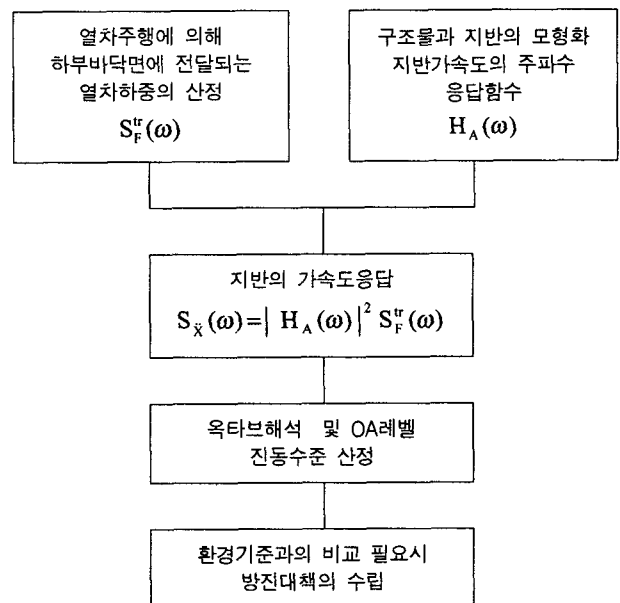 열차주행에 의해
하부바닥면에 전달되는
열차하중의 산정
S_F^tr(ω)
구조물과 지반의 모형화
지반가속도의 주파수
응답함수
H_A(ω)
지반의 가속도응답
S_Ẍ(ω)=| H_A(ω)|² S_F^tr(ω)
옥타브해석 및 OA레벨
진동수준 산정
환경기준과의 비교 필요시
방진대책의 수립